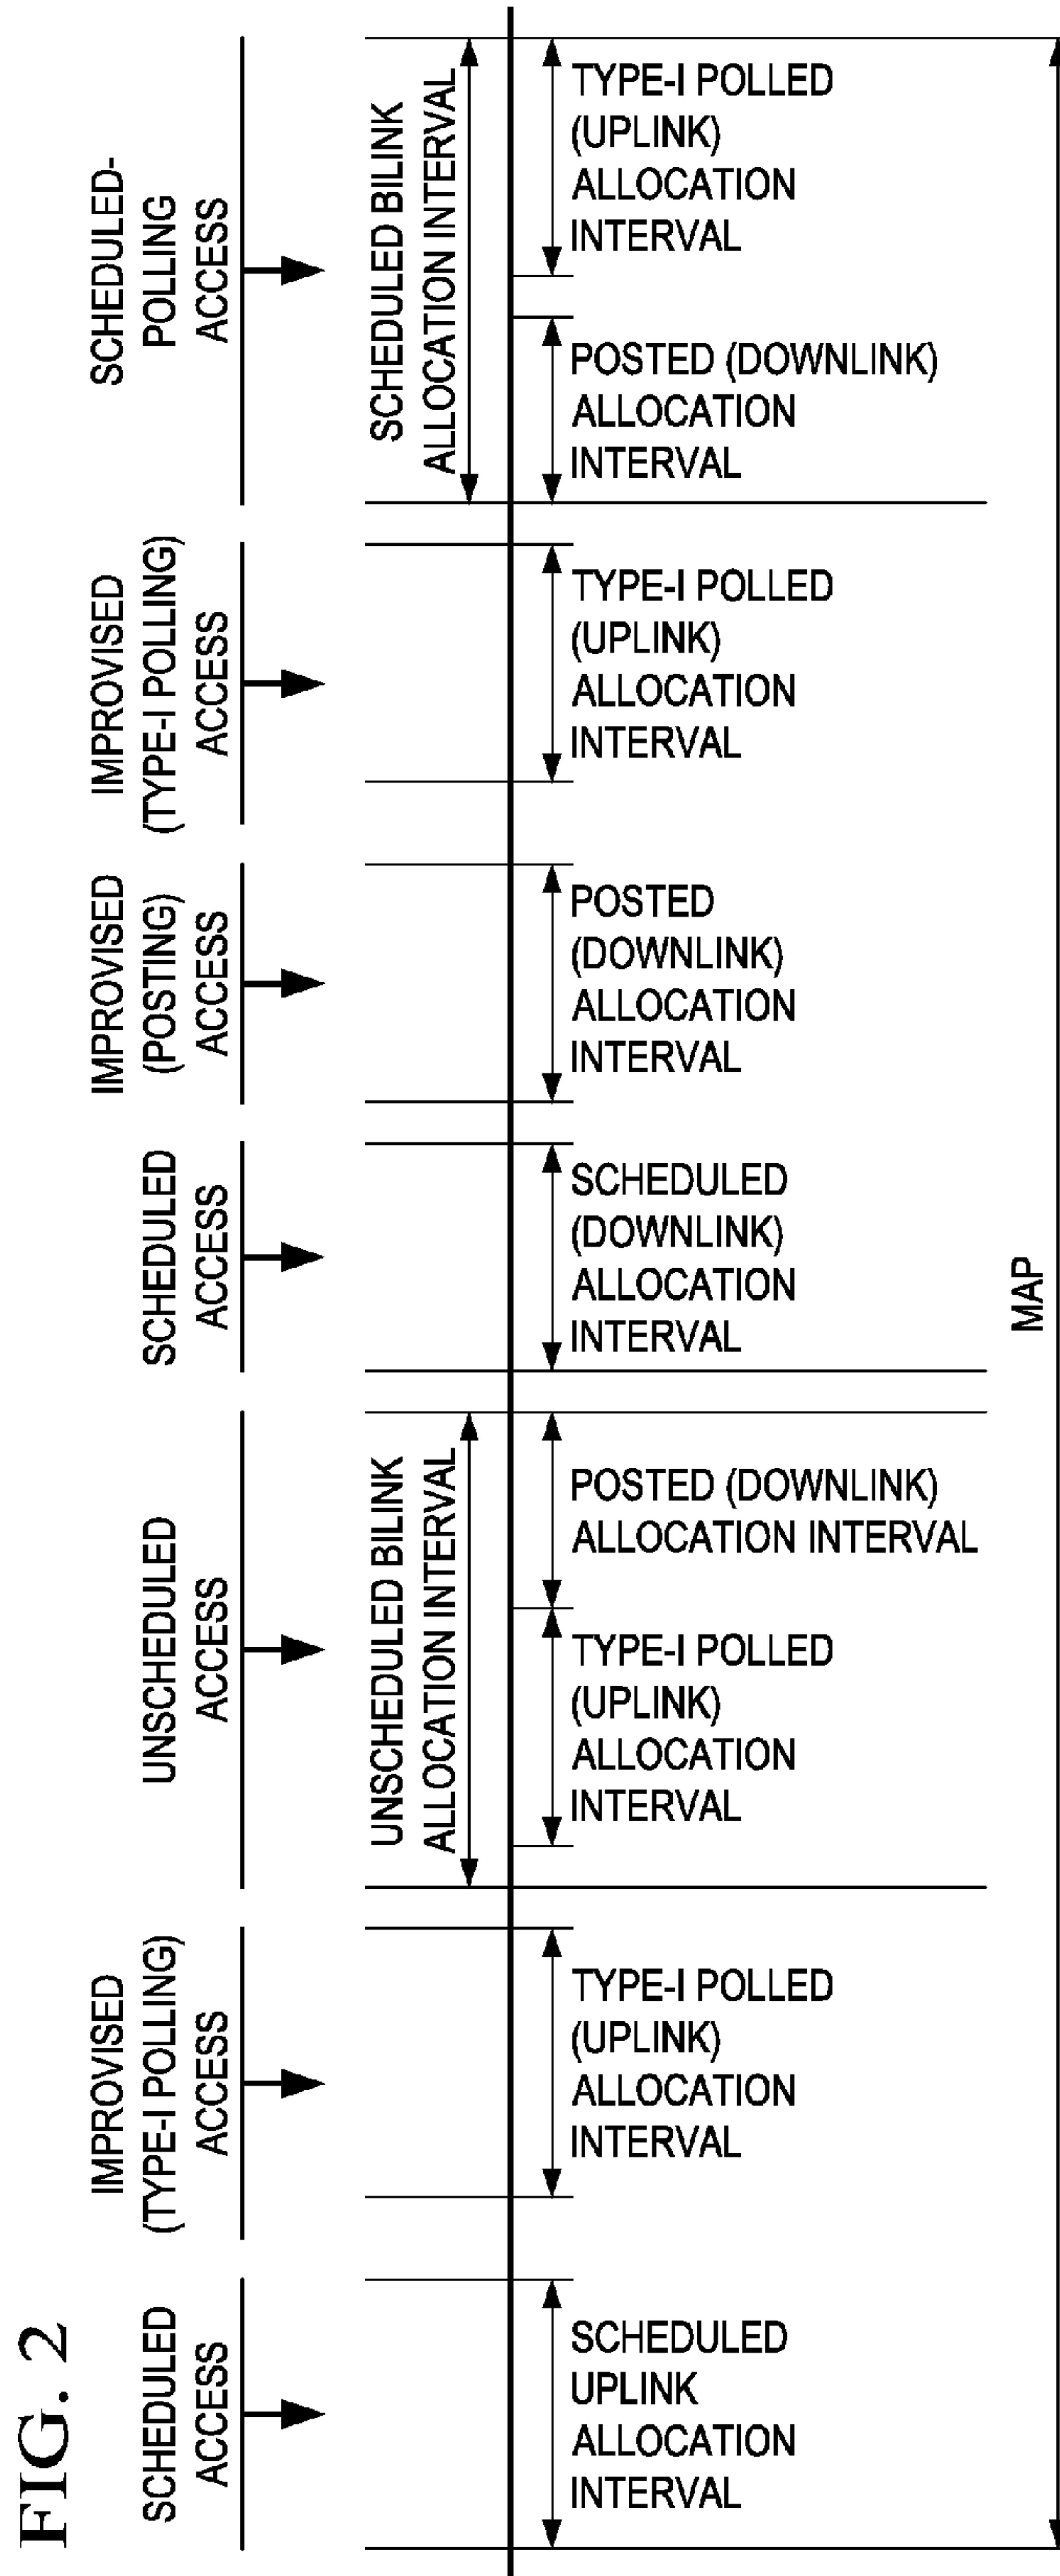 FIG. 2
SCHEDULED
ACCESS
IMPROVISED
(TYPE-I POLLING)
ACCESS
UNSCHEDULED
ACCESS
SCHEDULED
ACCESS
IMPROVISED
(POSTING)
ACCESS
IMPROVISED
(TYPE-I POLLING)
ACCESS
SCHEDULED-
POLLING
ACCESS
UNSCHEDULED BILINK
ALLOCATION INTERVAL
SCHEDULED BILINK
ALLOCATION INTERVAL
SCHEDULED
UPLINK
ALLOCATION
INTERVAL
TYPE-I POLLED
(UPLINK)
ALLOCATION
INTERVAL
TYPE-I POLLED
(UPLINK)
ALLOCATION
INTERVAL
POSTED (DOWNLINK)
ALLOCATION INTERVAL
SCHEDULED
(DOWNLINK)
ALLOCATION
INTERVAL
POSTED
(DOWNLINK)
ALLOCATION
INTERVAL
TYPE-I POLLED
(UPLINK)
ALLOCATION
INTERVAL
POSTED (DOWNLINK)
ALLOCATION
INTERVAL
TYPE-I POLLED
(UPLINK)
ALLOCATION
INTERVAL
MAP